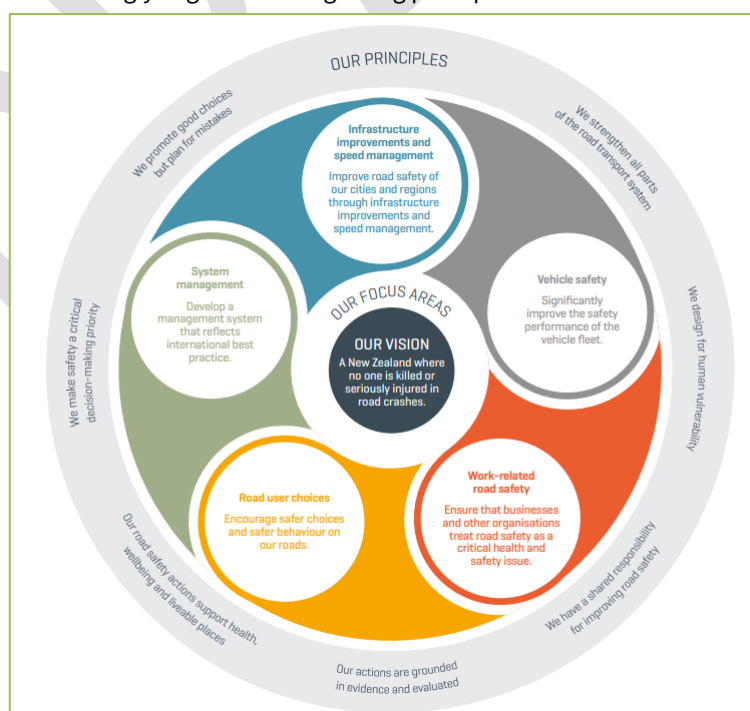 OUR PRINCIPLES
We promote good choices
but plan for mistakes
We strengthen all parts
of the road transport system
We design for human vulnerability
We have a shared responsibility
for improving road safety
Our actions are grounded
in evidence and evaluated
Our road safety actions support health,
wellbeing and liveable places
We make safety a critical
decision-making priority
Infrastructure
improvements and
speed management
Improve road safety of
our cities and regions
through infrastructure
improvements and
speed management.
Vehicle safety
Significantly
improve the safety
performance of the
vehicle fleet.
Work-related
road safety
Ensure that businesses
and other organisations
treat road safety as a
critical health and
safety issue.
Road user choices
Encourage safer choices
and safer behaviour on
our roads.
System
management
Develop a
management system
that reflects
international best
practice.
OUR FOCUS AREAS
OUR VISION
A New Zealand where
no one is killed or
seriously injured in
road crashes.